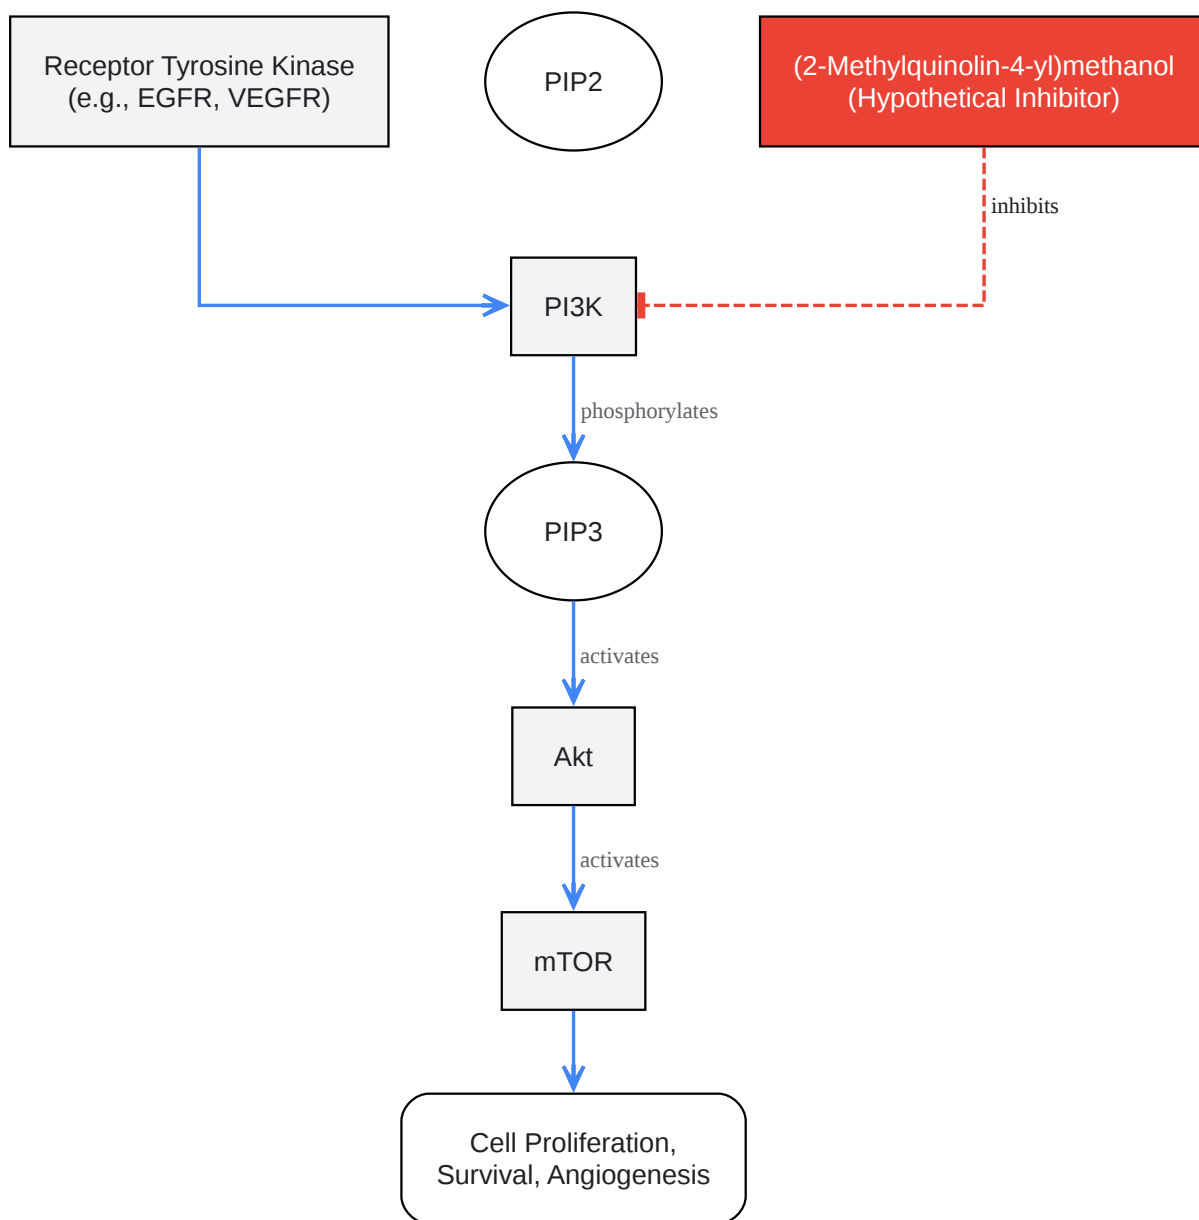 Receptor Tyrosine Kinase
(e.g., EGFR, VEGFR)
PIP2
(2-Methylquinolin-4-yl)methanol
(Hypothetical Inhibitor)
inhibits
PI3K
phosphorylates
PIP3
activates
Akt
activates
mTOR
Cell Proliferation,
Survival, Angiogenesis